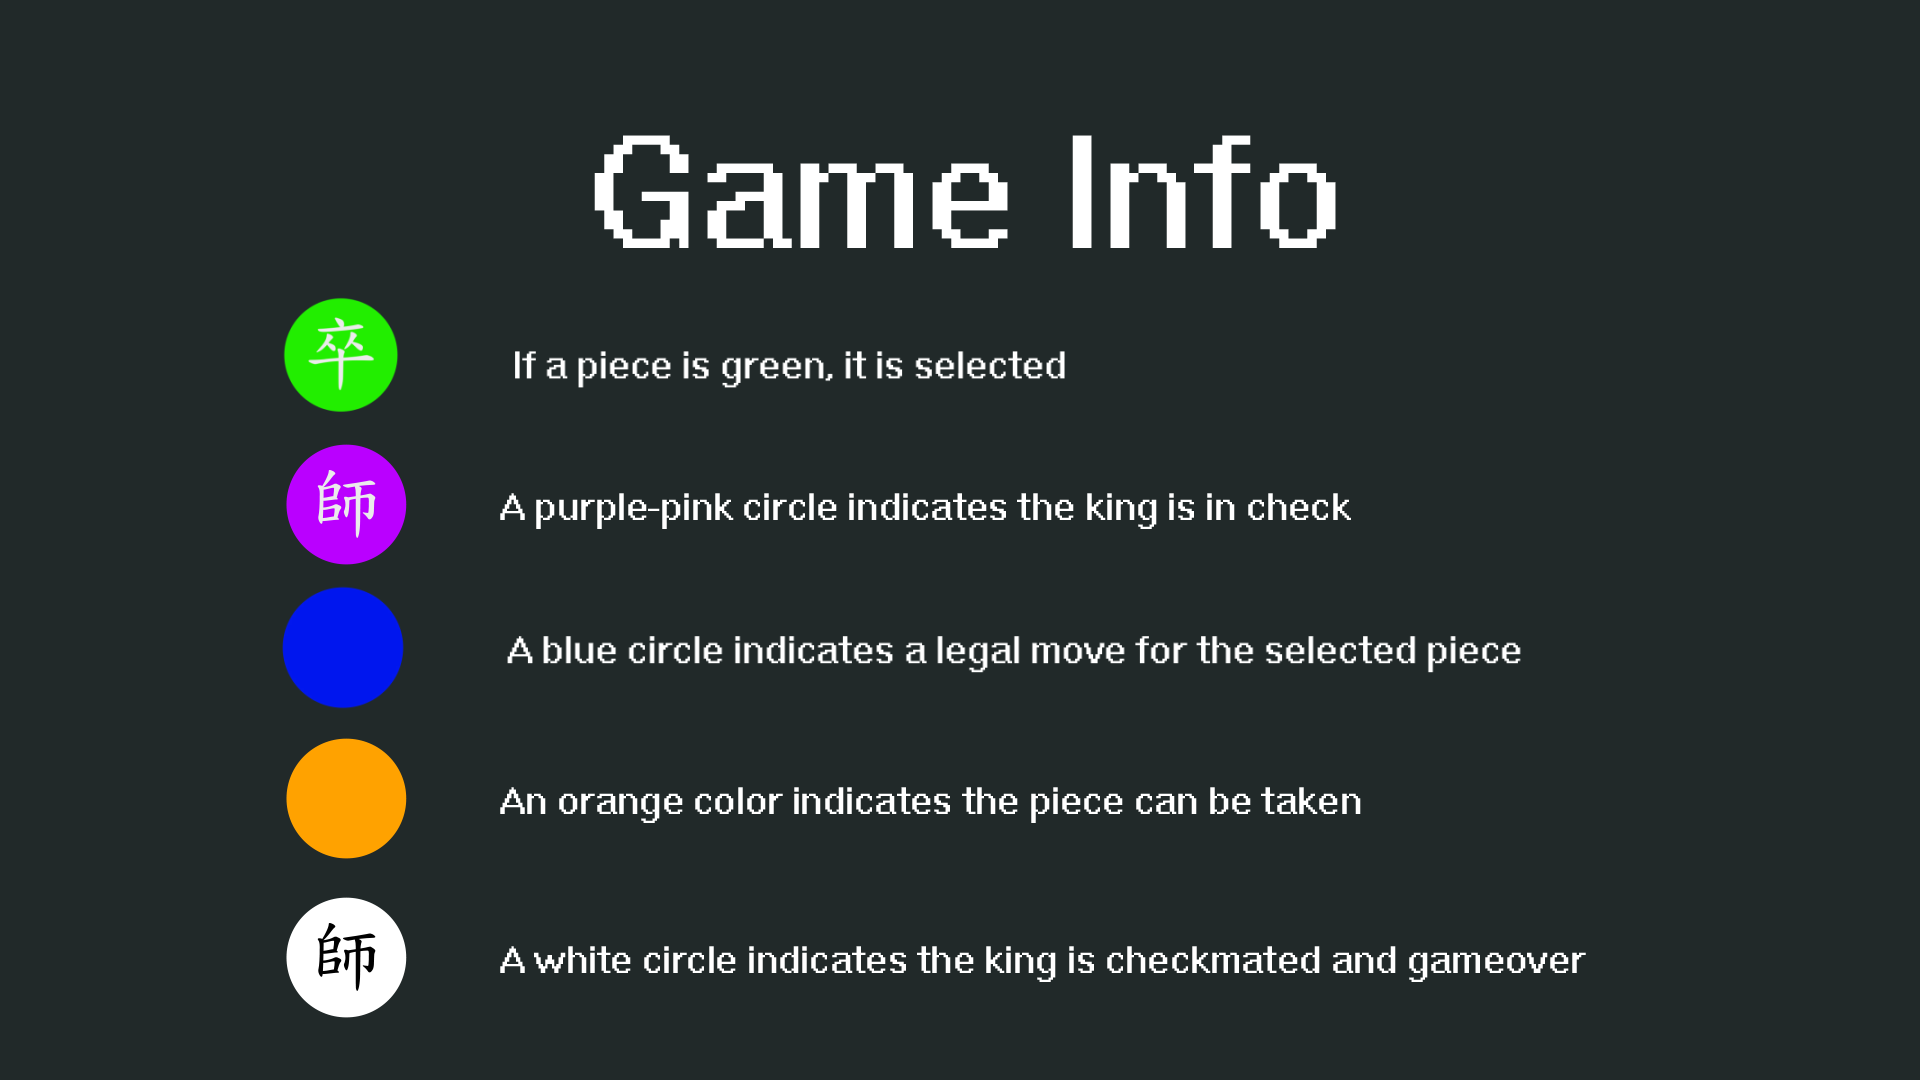 Game Info
卒
If a piece is green, it is selected
師
A purple-pink circle indicates the king is in check
A blue circle indicates a legal move for the selected piece
An orange color indicates the piece can be taken
師
A white circle indicates the king is checkmated and gameover